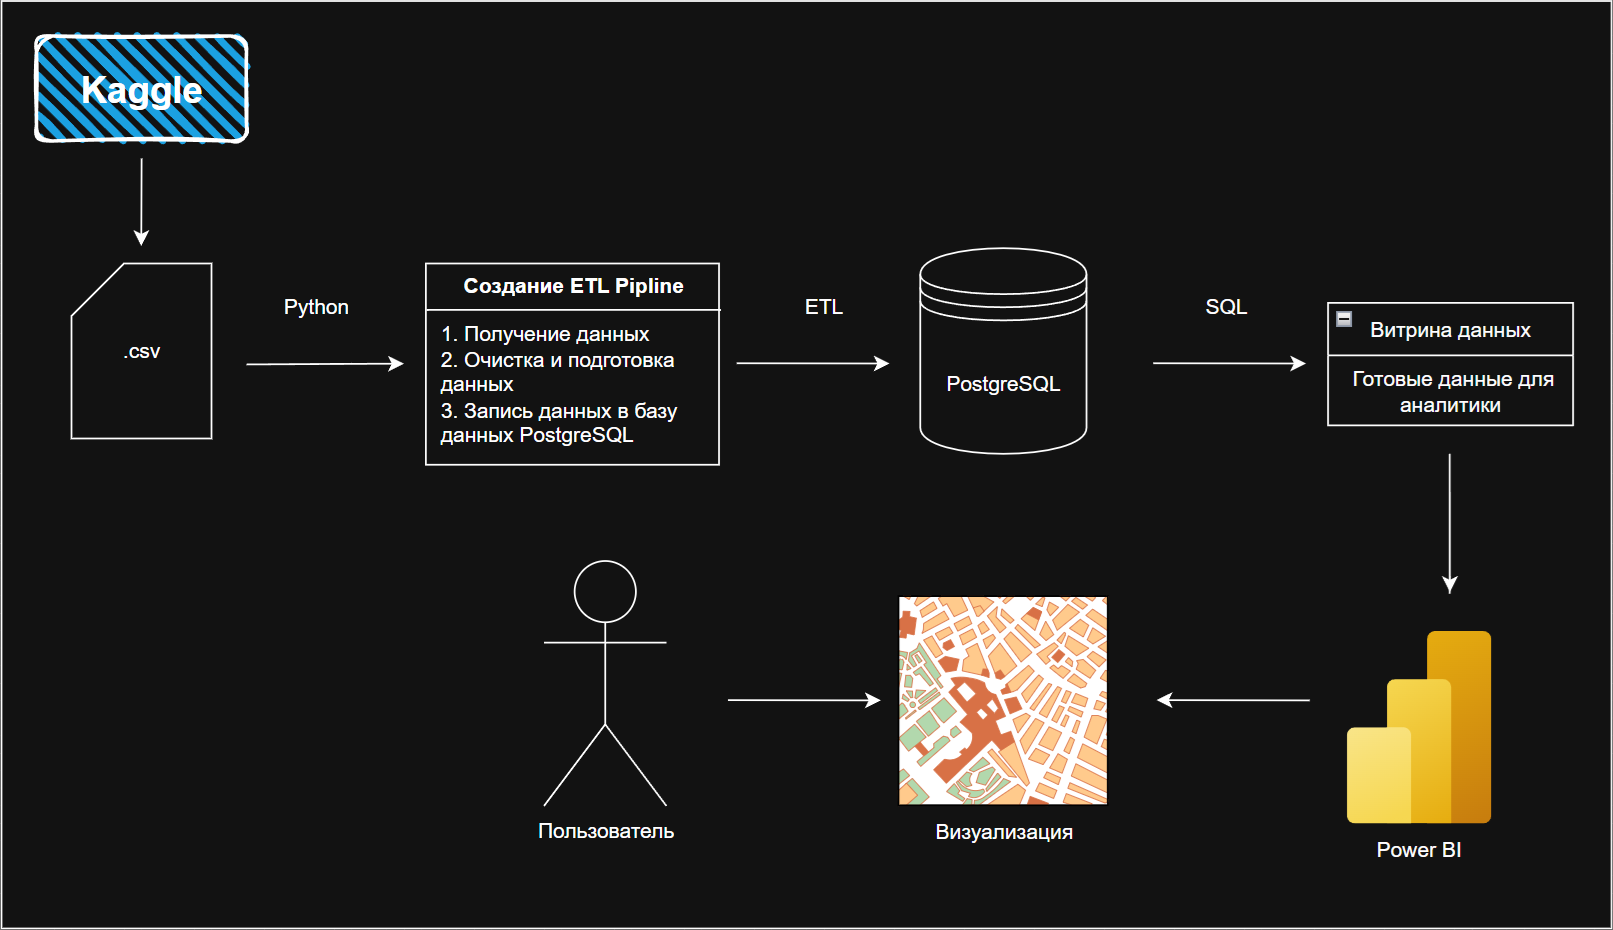 Kaggle
.csv
Python
Создание ETL Pipline
1. Получение данных
2. Очистка и подготовка
данных
3. Запись данных в базу
данных PostgreSQL
ETL
PostgreSQL
SQL
Витрина данных
Готовые данные для
аналитики
Пользователь
Визуализация
Power BI